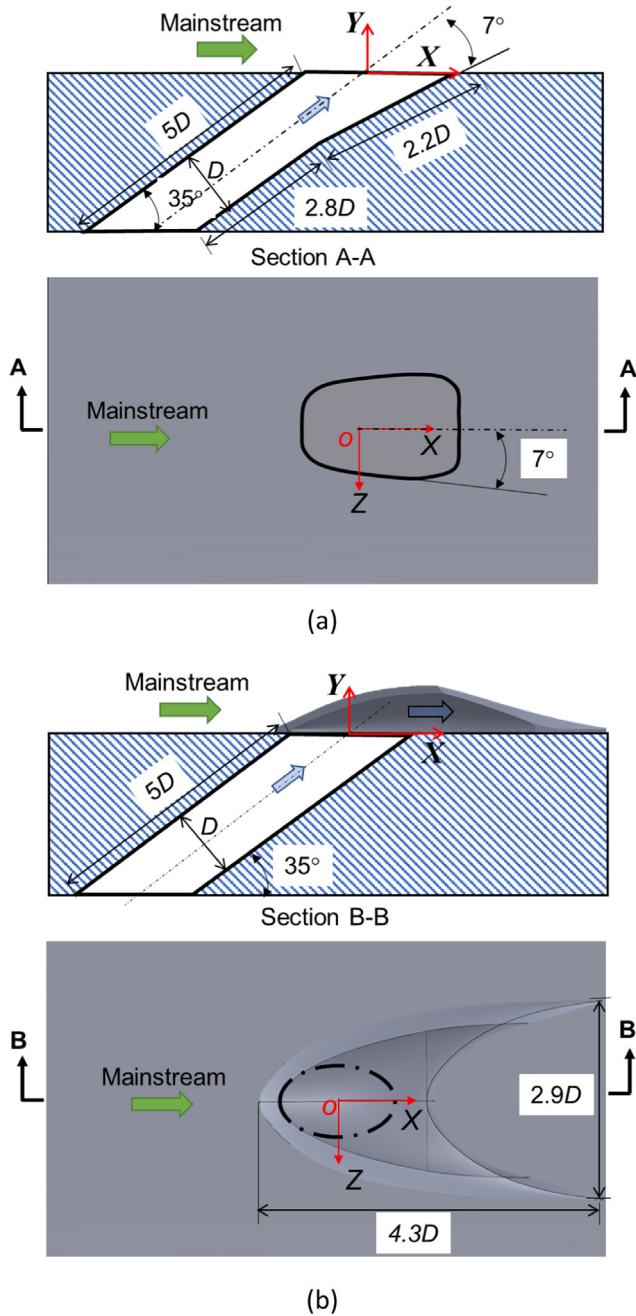 Mainstream
Y
X
7°
5D
D
35°
2.2D
2.8D
Section A-A
A
A
Mainstream
O
X
7°
Z
(a)
Mainstream
Y
X
5D
D
35°
Section B-B
B
B
Mainstream
O
X
2.9D
Z
4.3D
(b)